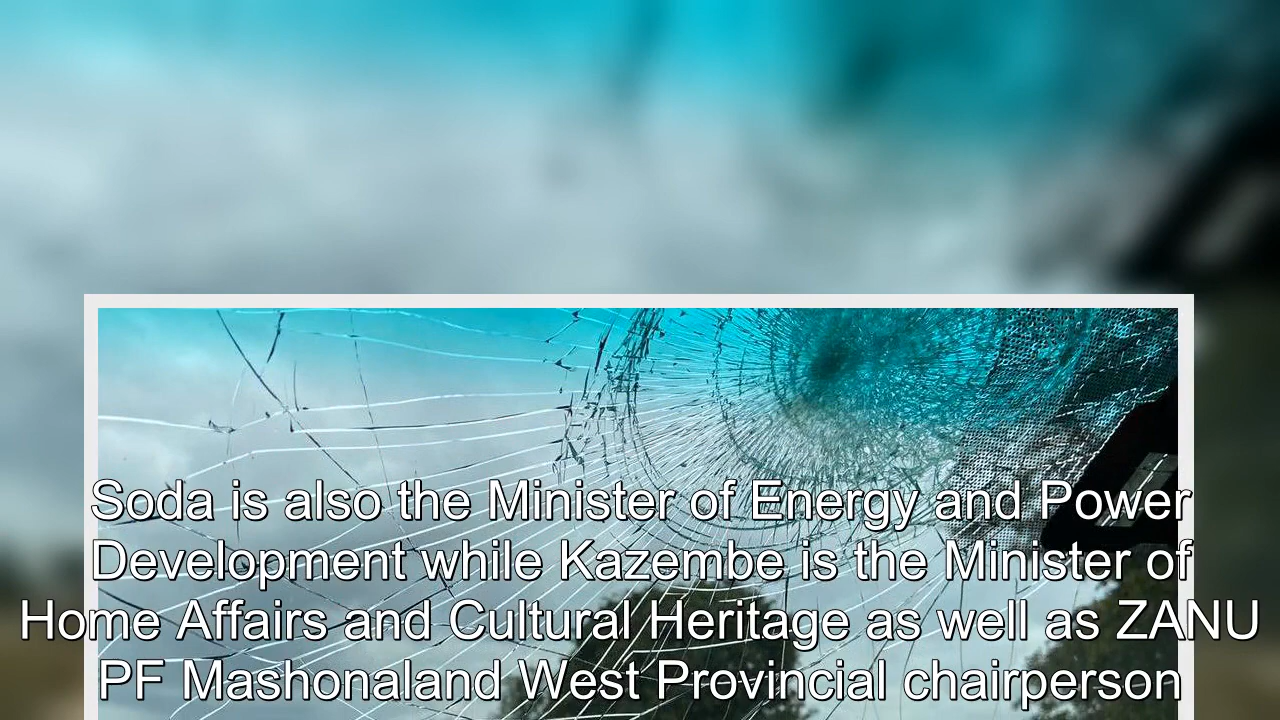 Soda is also the Minister of Energy and Power
Development while Kazembe is the Minister of
Home Affairs and Cultural Heritage as well as ZANU
PF Mashonaland West Provincial chairperson